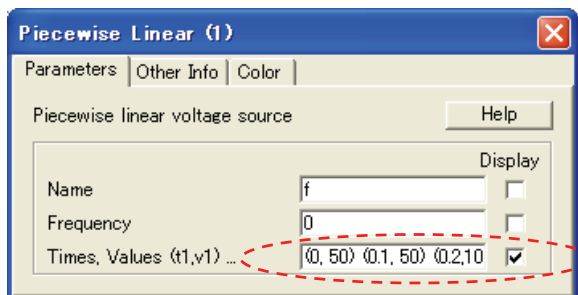 Piecewise Linear (1)
Parameters Other Info Color
Piecewise linear voltage source Help
Display
Name f
Frequency 0
Times, Values (t1,v1) ... (0, 50) (0.1, 50) (0.2,10